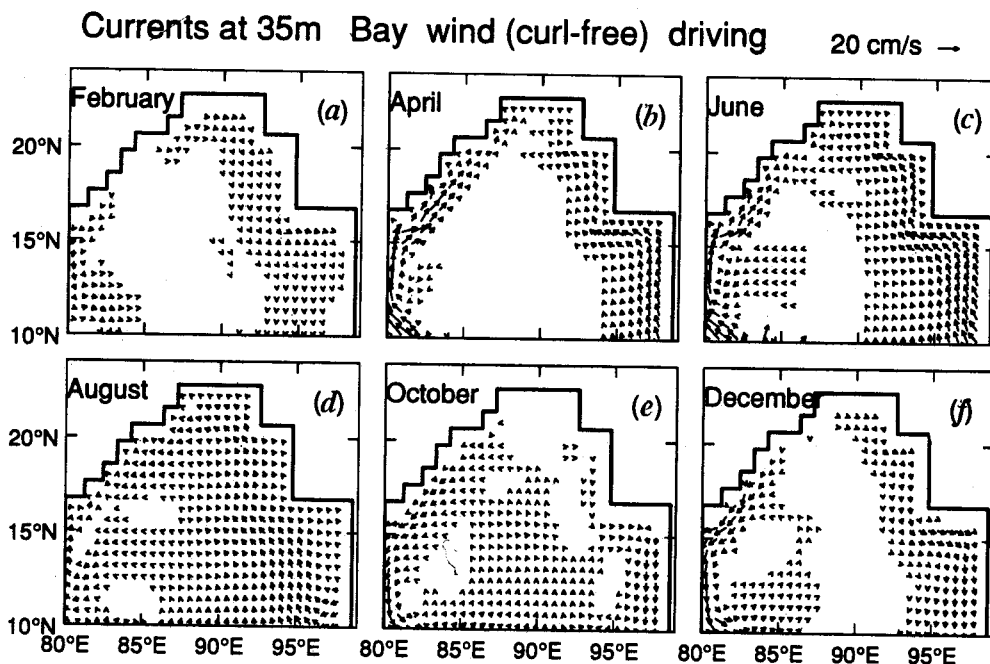 Currents at 35m Bay wind (curl-free) driving 20 cm/s →
February (a) April (b) June (c)
20°N
15°N
10°N
August (d) October (e) December (f)
20°N
15°N
10°N
80°E 85°E 90°E 95°E 80°E 85°E 90°E 95°E 80°E 85°E 90°E 95°E